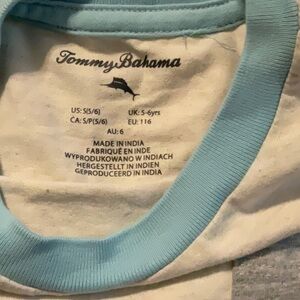 Tommy Bahama
US: S(5/6) UK: 5-6yrs
CA: S/P(5/6) EU: 116
AU: 6
MADE IN INDIA
FABRIQUÉ EN INDE
WYPRODUKOWANO W INDIACH
HERGESTELLT IN INDIEN
GEPRODUCEERD IN INDIA